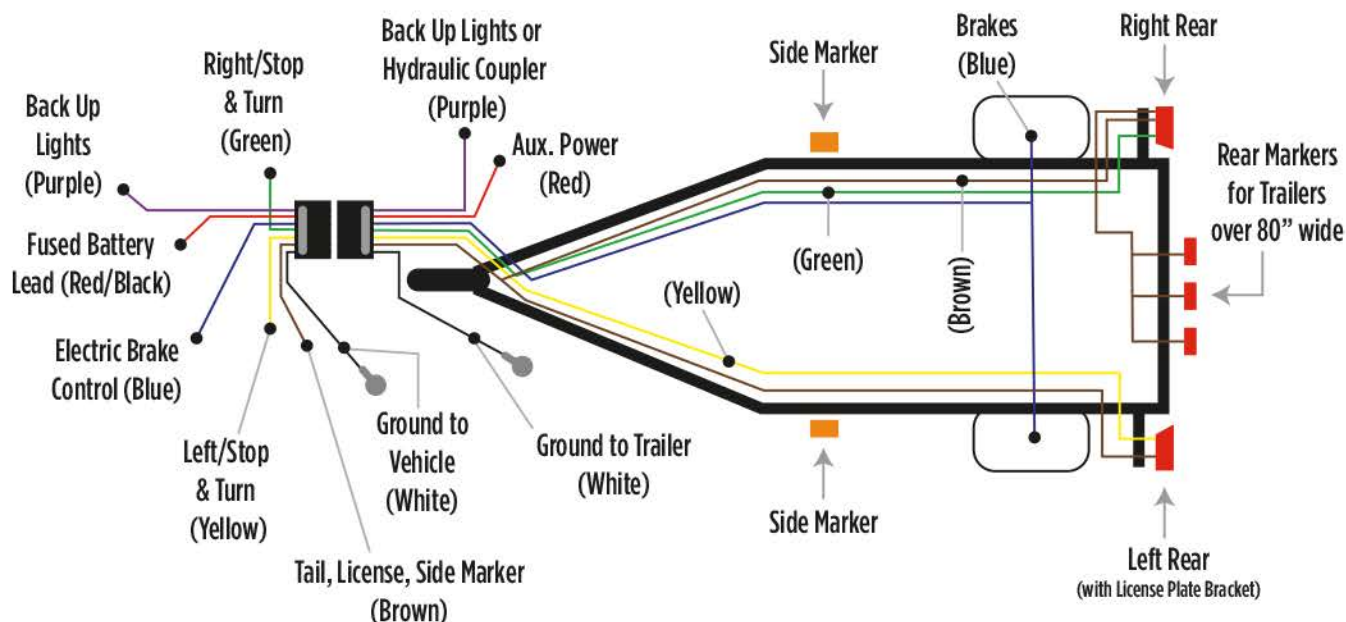 Back Up
Lights
(Purple)
Right/Stop
& Turn
(Green)
Back Up Lights or
Hydraulic Coupler
(Purple)
Aux. Power
(Red)
Side Marker
Brakes
(Blue)
Right Rear
Rear Markers
for Trailers
over 80” wide
Fused Battery
Lead (Red/Black)
Electric Brake
Control (Blue)
Left/Stop
& Turn
(Yellow)
Tail, License, Side Marker
(Brown)
Ground to
Vehicle
(White)
Ground to Trailer
(White)
(Yellow)
(Green)
(Brown)
Side Marker
Left Rear
(with License Plate Bracket)